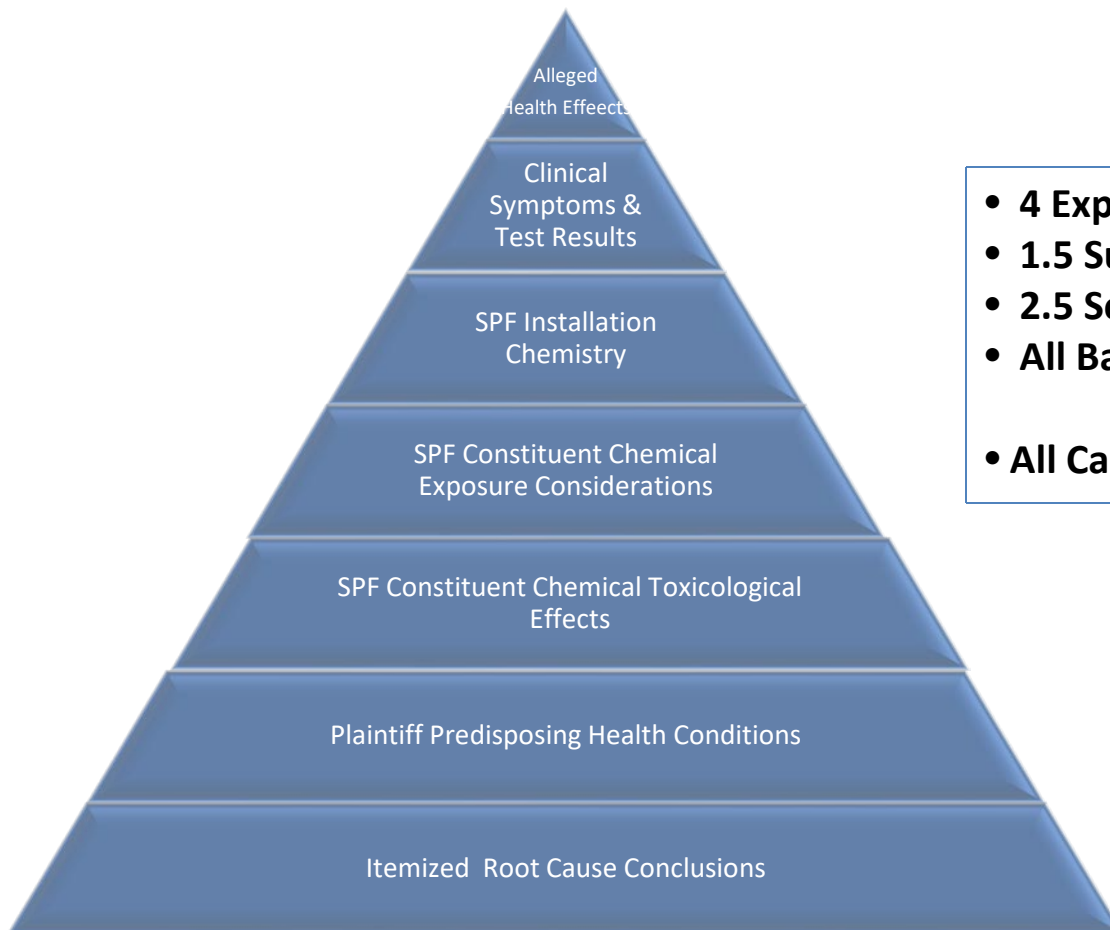 Alleged
Health Effeects
Clinical
Symptoms &
Test Results
SPF Installation
Chemistry
SPF Constituent Chemical
Exposure Considerations
SPF Constituent Chemical Toxicological
Effects
Plaintiff Predisposing Health Conditions
Itemized Root Cause Conclusions
• 4 Exp
• 1.5 Su
• 2.5 Se
• All Ba
• All Ca